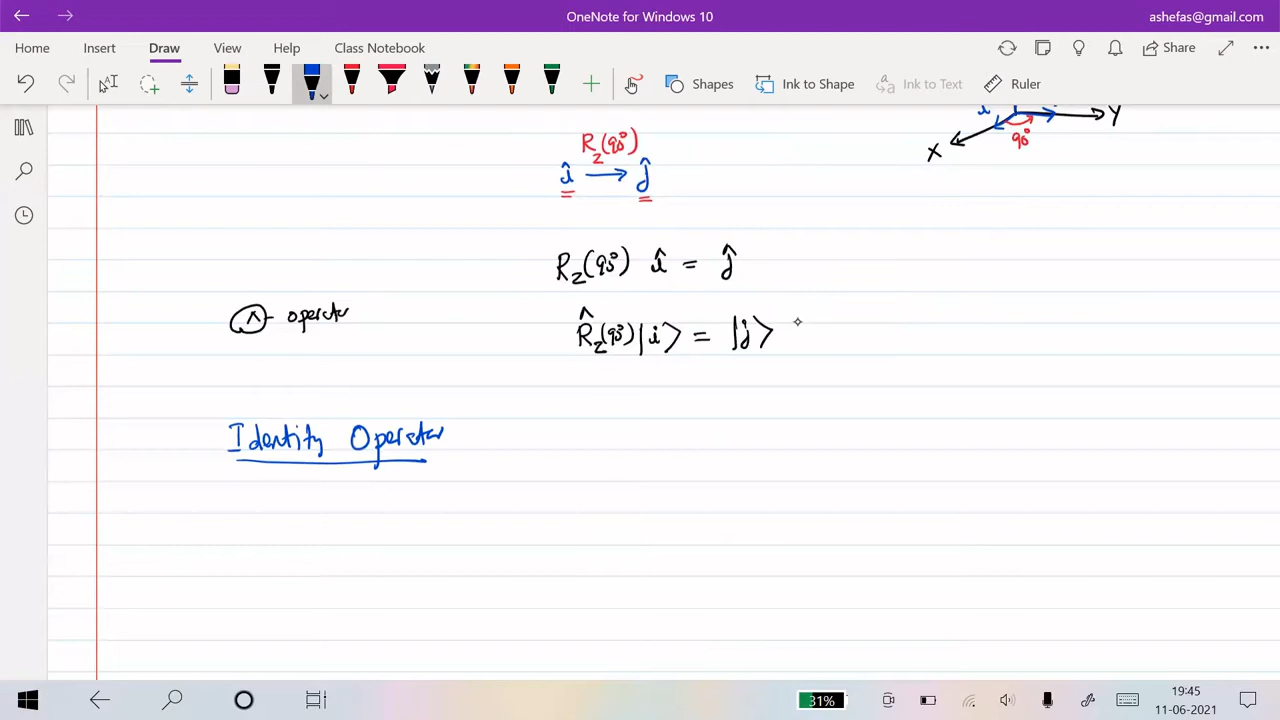 OneNote for Windows 10
ashefas@gmail.com
Home Insert Draw View Help Class Notebook Share
Shapes Ink to Shape Ink to Text Ruler
Y
X
90°
R_z(90°)
î → ĵ
R_z(90°) î = ĵ
^ - operator
R̂_z(90°)|i⟩ = |j⟩
Identity Operator
31%
19:45
11-06-2021